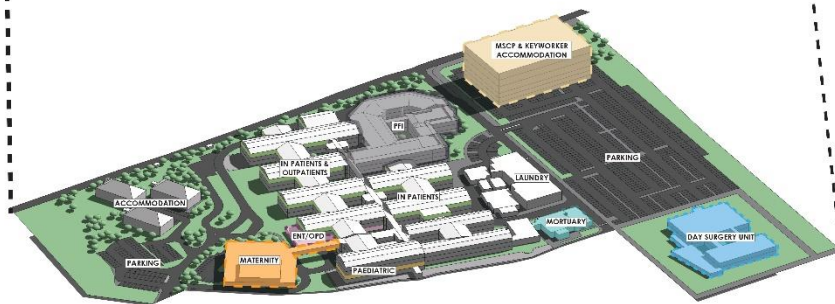 MSCP & KEYWORKER
ACCOMMODATION
PFI
PARKING
IN PATIENTS &
OUTPATIENTS
LAUNDRY
ACCOMMODATION
IN PATIENTS
MORTUARY
ENT/OPD
DAY SURGERY UNIT
MATERNITY
PARKING
PAEDIATRIC